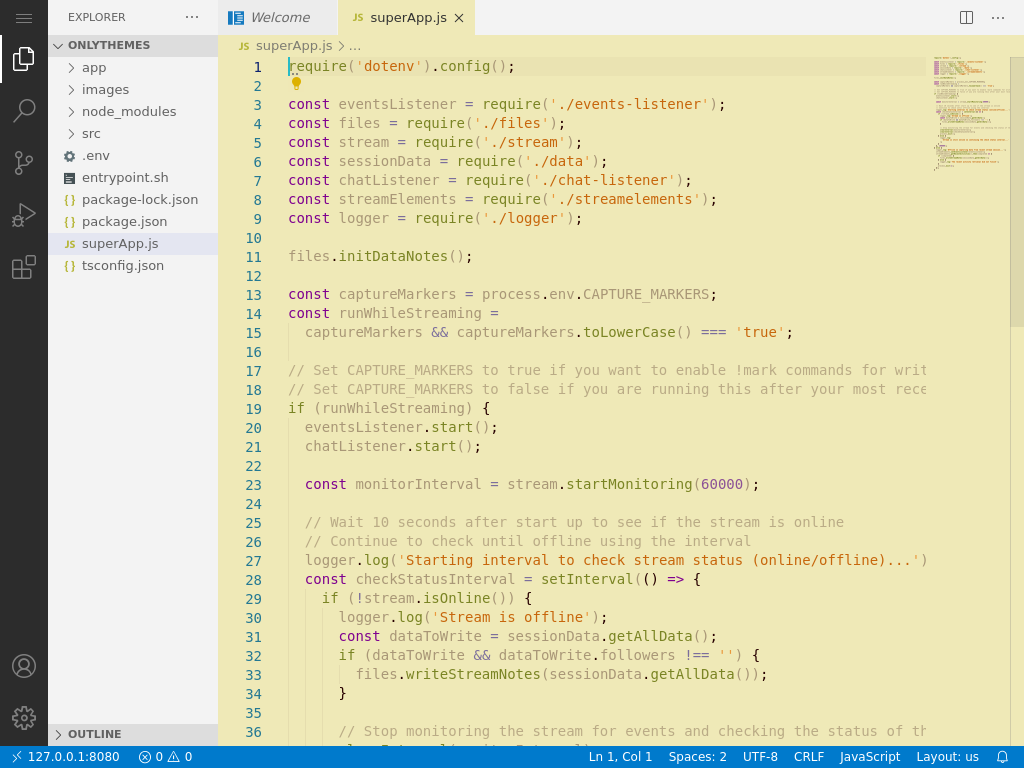 EXPLORER
Welcome
JS superApp.js
ONLYTHEMES
JS superApp.js > ...
app
images
node_modules
src
.env
entrypoint.sh
{} package-lock.json
{} package.json
JS superApp.js
{} tsconfig.json
OUTLINE
1 require('dotenv').config();
2
3 const eventsListener = require('./events-listener');
4 const files = require('./files');
5 const stream = require('./stream');
6 const sessionData = require('./data');
7 const chatListener = require('./chat-listener');
8 const streamElements = require('./streamelements');
9 const logger = require('./logger');
10
11 files.initDataNotes();
12
13 const captureMarkers = process.env.CAPTURE_MARKERS;
14 const runWhileStreaming =
15 captureMarkers && captureMarkers.toLowerCase() === 'true';
16
17 // Set CAPTURE_MARKERS to true if you want to enable !mark commands for writ
18 // Set CAPTURE_MARKERS to false if you are running this after your most rece
19 if (runWhileStreaming) {
20 eventsListener.start();
21 chatListener.start();
22
23 const monitorInterval = stream.startMonitoring(60000);
24
25 // Wait 10 seconds after start up to see if the stream is online
26 // Continue to check until offline using the interval
27 logger.log('Starting interval to check stream status (online/offline)...')
28 const checkStatusInterval = setInterval(() => {
29 if (!stream.isOnline()) {
30 logger.log('Stream is offline');
31 const dataToWrite = sessionData.getAllData();
32 if (dataToWrite && dataToWrite.followers !== '') {
33 files.writeStreamNotes(sessionData.getAllData());
34 }
35
36 // Stop monitoring the stream for events and checking the status of th
127.0.0.1:8080
0 0
Ln 1, Col 1
Spaces: 2
UTF-8
CRLF
JavaScript
Layout: us